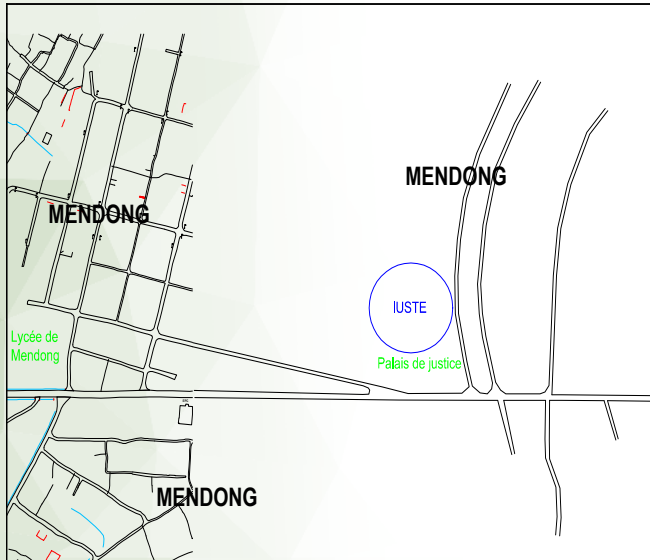 MENDONG
MENDONG
IUSTE
Lycée de
Mendong
Palais de justice
MENDONG